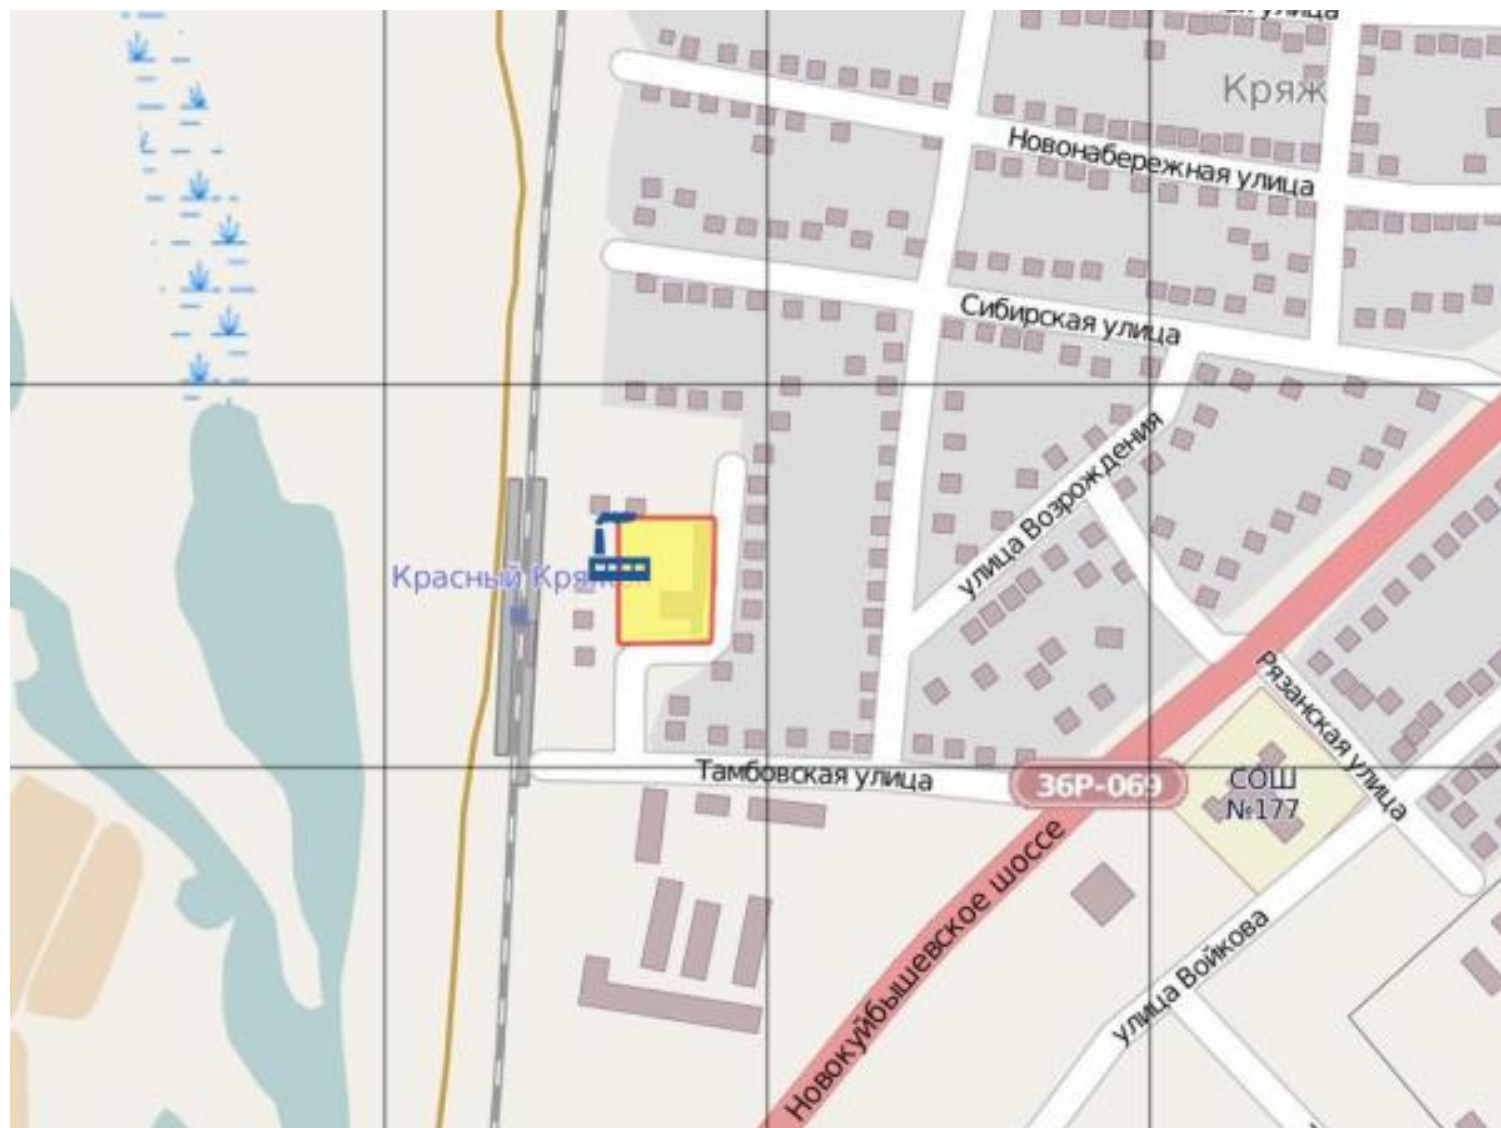 улица
Кряж
Новонабережная улица
Сибирская улица
улица Возрождения
Красный Кряж
Рязанская улица
Тамбовская улица
36Р-069
СОШ
№177
Новокуйбышевское шоссе
улица Войкова